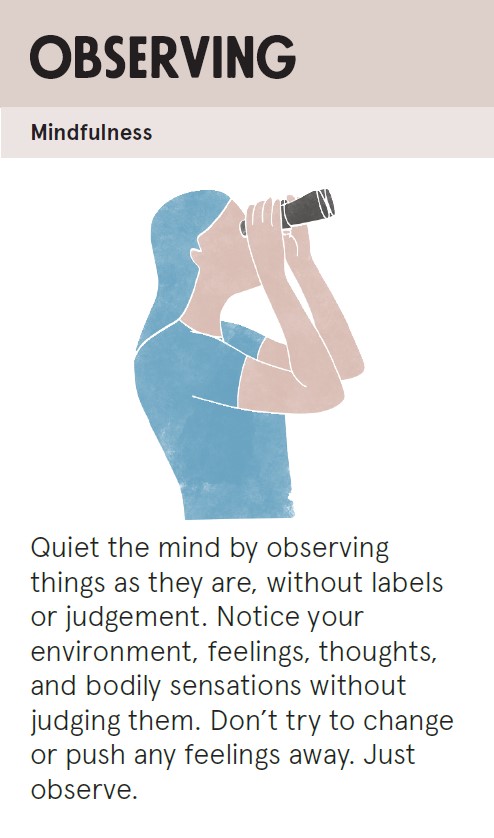 OBSERVING
Mindfulness
Quiet the mind by observing
things as they are, without labels
or judgement. Notice your
environment, feelings, thoughts,
and bodily sensations without
judging them. Don’t try to change
or push any feelings away. Just
observe.